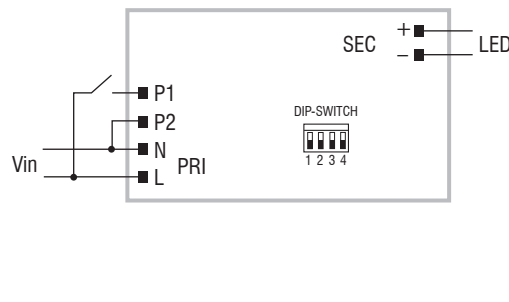 SEC
+
–
LED
P1
P2
N
L
PRI
Vin
DIP-SWITCH
1 2 3 4